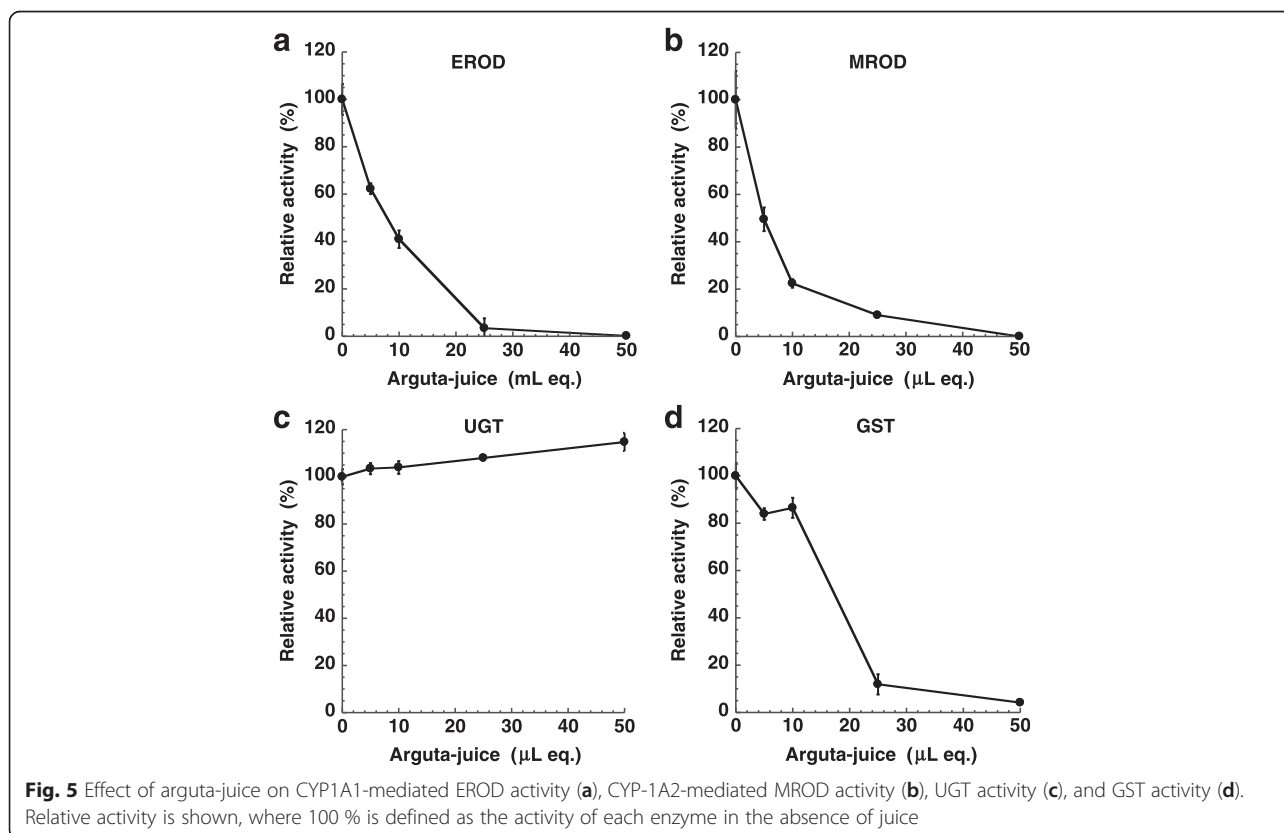 a
EROD
120
100
80
60
40
20
0
Relative activity (%)
0 10 20 30 40 50
Arguta-juice (mL eq.)
b
MROD
120
100
80
60
40
20
0
Relative activity (%)
0 10 20 30 40 50
Arguta-juice (μL eq.)
c
UGT
120
100
80
60
40
20
0
Relative activity (%)
0 10 20 30 40 50
Arguta-juice (μL eq.)
d
GST
120
100
80
60
40
20
0
Relative activity (%)
0 10 20 30 40 50
Arguta-juice (μL eq.)
Fig. 5 Effect of arguta-juice on CYP1A1-mediated EROD activity (a), CYP-1A2-mediated MROD activity (b), UGT activity (c), and GST activity (d).
Relative activity is shown, where 100 % is defined as the activity of each enzyme in the absence of juice